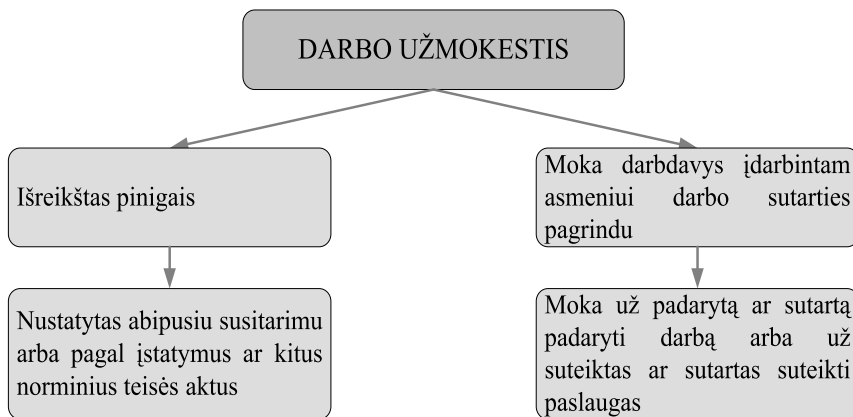 DARBO UŽMOKESTIS
Išreikštas pinigais
Moka darbdavys įdarbintam
asmeniui darbo sutarties
pagrindu
Nustatytas abipusiu susitarimu
arba pagal įstatymus ar kitus
norminius teisės aktus
Moka už padarytą ar sutartą
padaryti darbą arba už
suteiktas ar sutartas suteikti
paslaugas